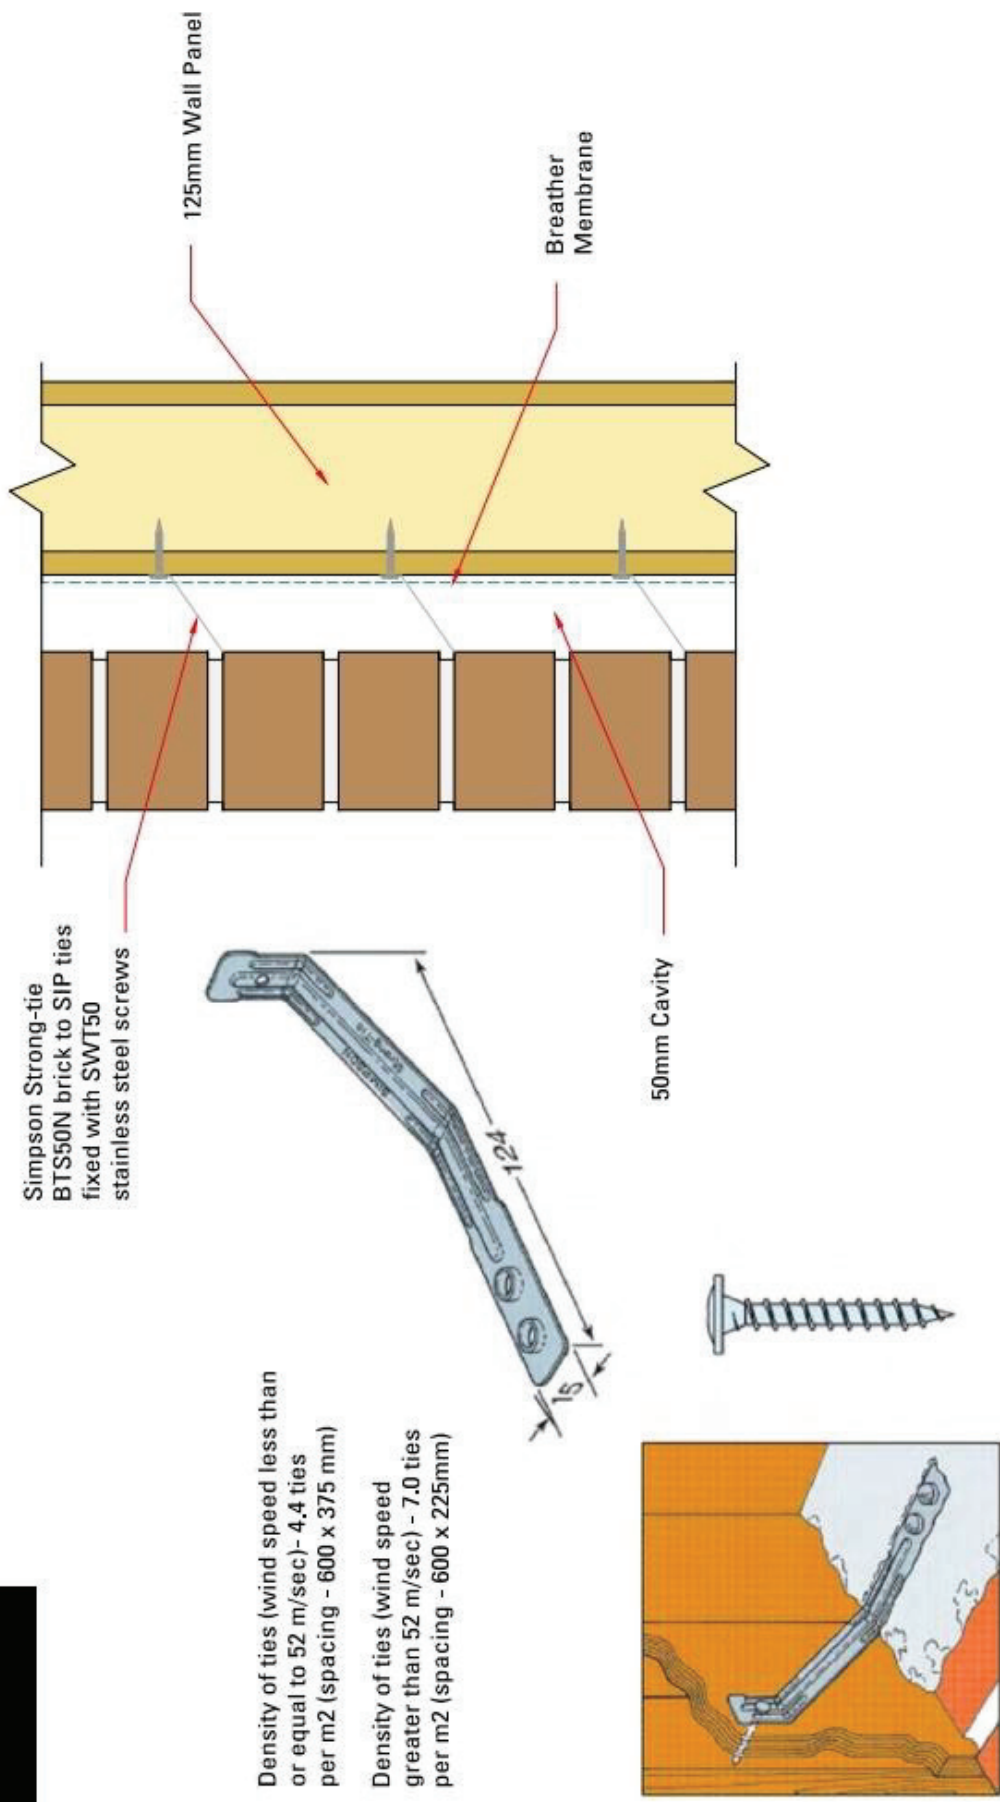 Simpson Strong-tie
BTS50N brick to SIP ties
fixed with SWT50
stainless steel screws
125mm Wall Panel
Breather
Membrane
50mm Cavity
Density of ties (wind speed less than
or equal to 52 m/sec)- 4.4 ties
per m2 (spacing - 600 x 375 mm)
Density of ties (wind speed
greater than 52 m/sec) - 7.0 ties
per m2 (spacing - 600 x 225mm)
124
15
SIMPSON